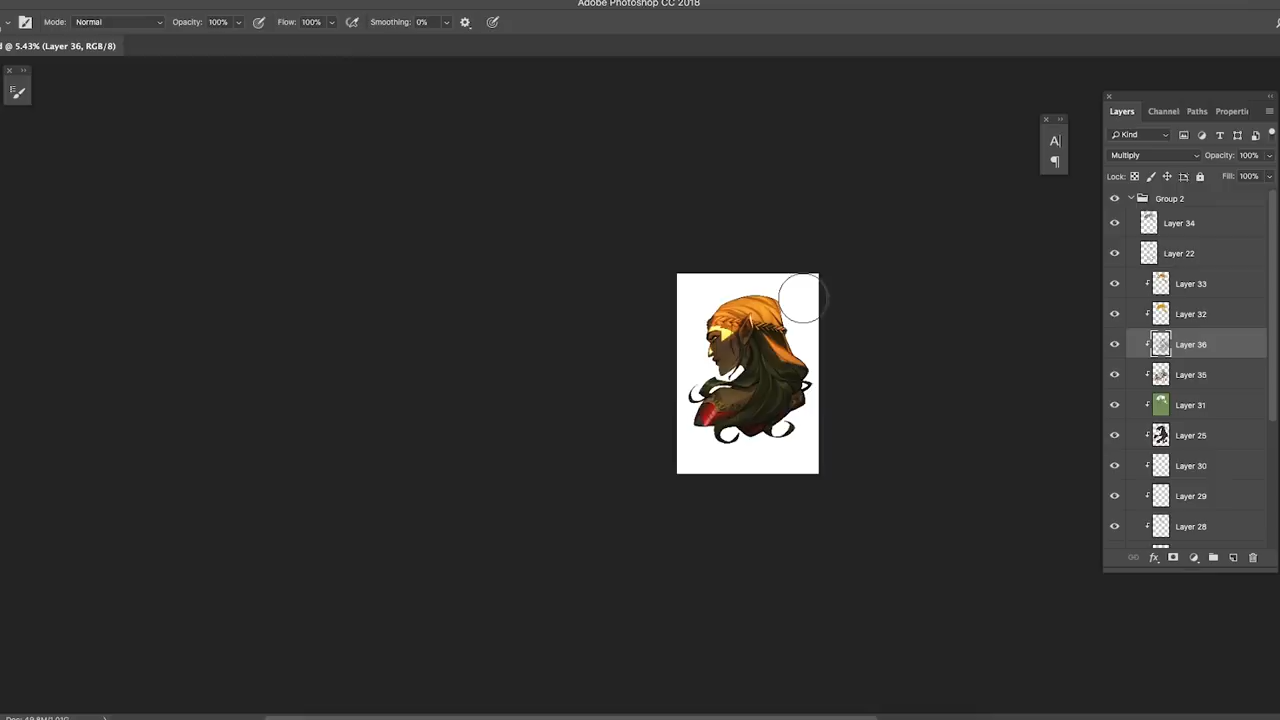 Adobe Photoshop CC 2018
Mode: Normal Opacity: 100% Flow: 100% Smoothing: 0%
@ 5.43% (Layer 36, RGB/8)
Layers Channel Paths Properti
Kind
Multiply Opacity: 100%
Lock: Fill: 100%
Group 2
Layer 34
Layer 22
Layer 33
Layer 32
Layer 36
Layer 35
Layer 31
Layer 25
Layer 30
Layer 29
Layer 28